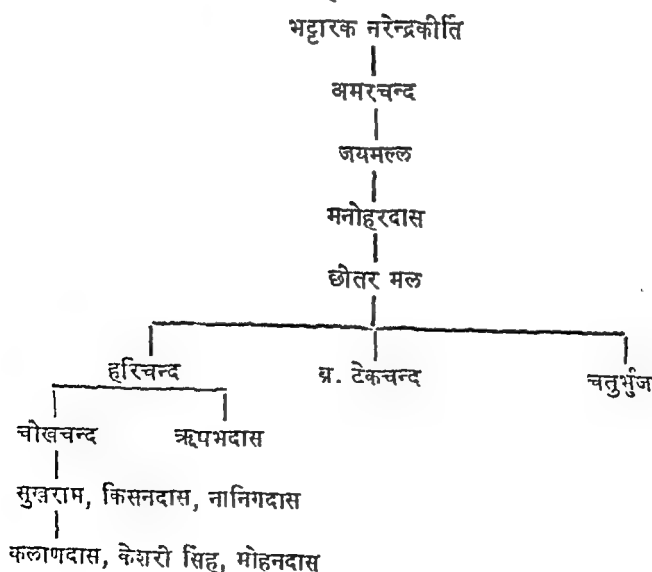 भट्टारक नरेन्द्रकीर्ति
अमरचन्द
जयमल्ल
मनोहरदास
छीतर मल
हरिचन्द ब्र. टेकचन्द चतुर्भुज
चोखचन्द ऋषभदास
सुखराम, किसनदास, नानिगदास
कलाणदास, केशरी सिंह, मोहनदास